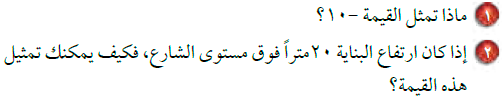 ١ ماذا تمثل القيمة -١٠؟
٢ إذا كان ارتفاع البناية ٢٠ متراً فوق مستوى الشارع، فكيف يمكنك تمثيل
هذه القيمة؟